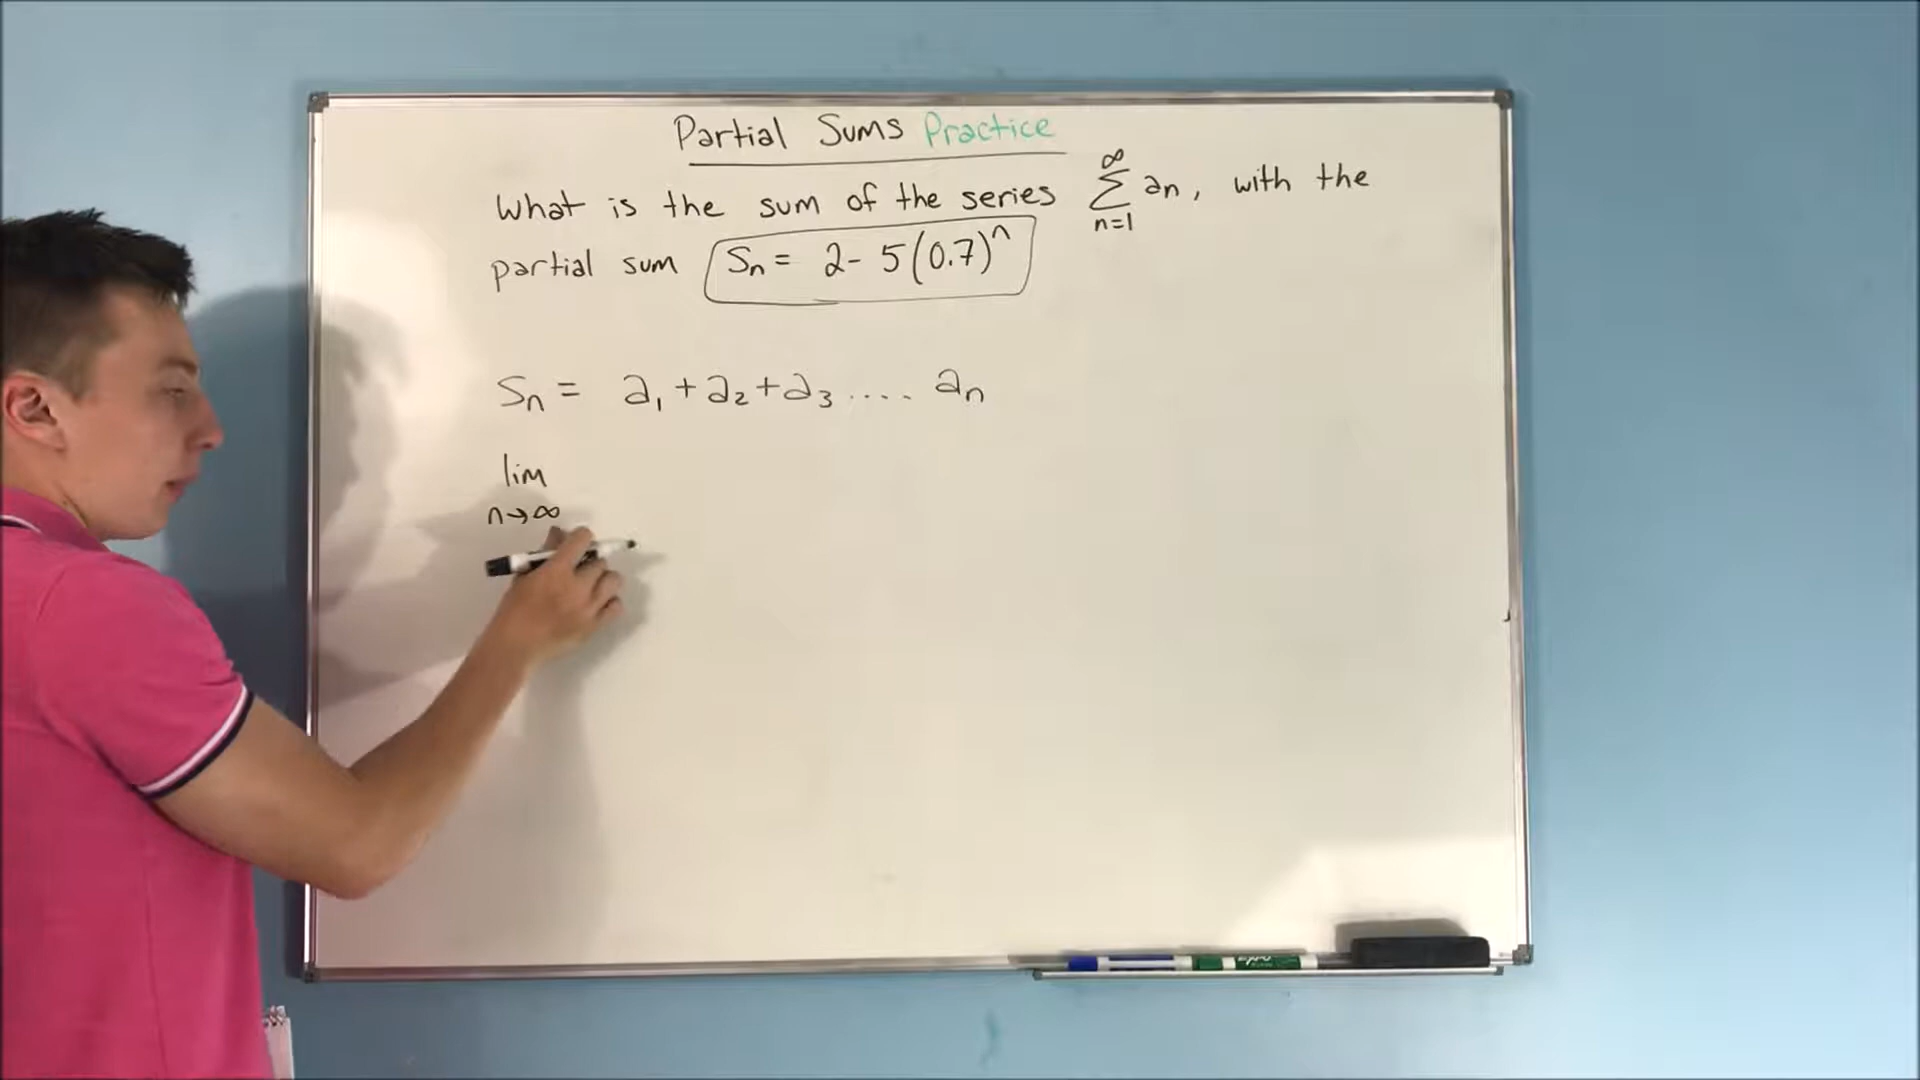 Partial Sums Practice
What is the sum of the series ∞ Σ n=1 an, with the
partial sum Sn = 2- 5(0.7)^n
Sn = a1 + a2 + a3 .... an
lim
n→∞